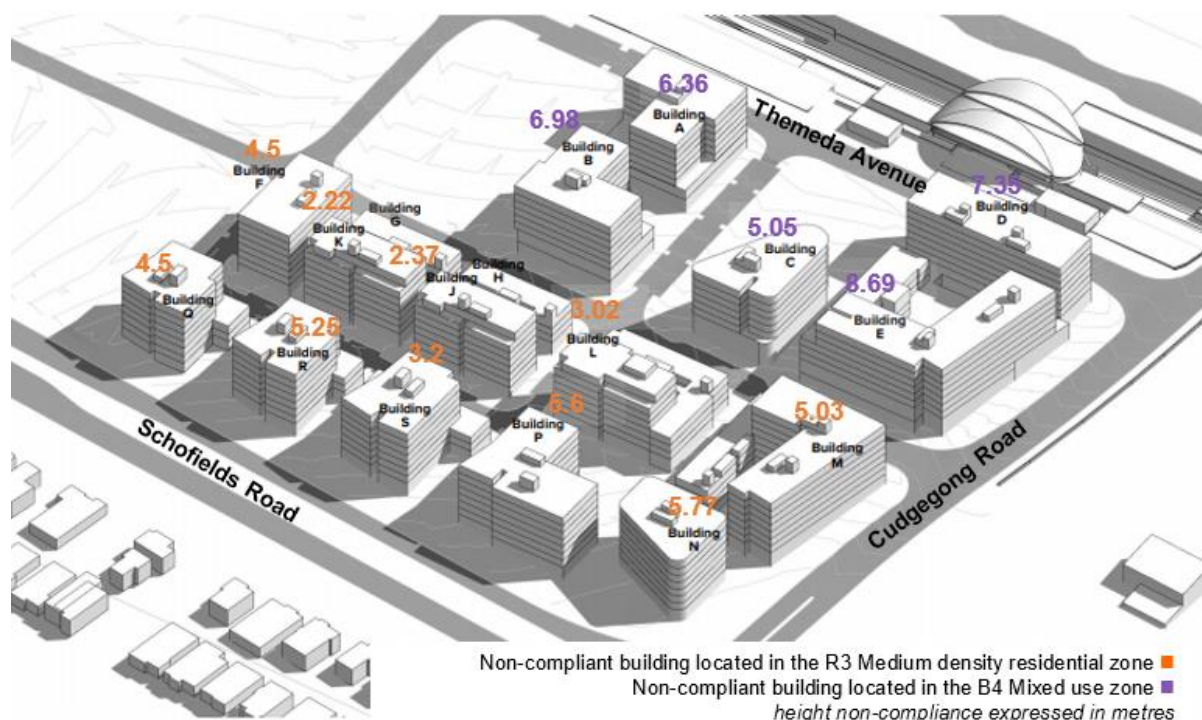 6.36
Building
A
Themeda Avenue
6.98
Building
B
4.5
Building
F
2.22
Building
K
Building
G
2.37
Building
J
Building
H
5.05
Building
C
7.35
Building
D
8.69
Building
E
4.5
Building
Q
5.25
Building
R
3.2
Building
S
3.02
Building
L
5.6
Building
P
5.03
Building
M
5.77
Building
N
Schofields Road
Cudgegong Road
Non-compliant building located in the R3 Medium density residential zone
Non-compliant building located in the B4 Mixed use zone
height non-compliance expressed in metres